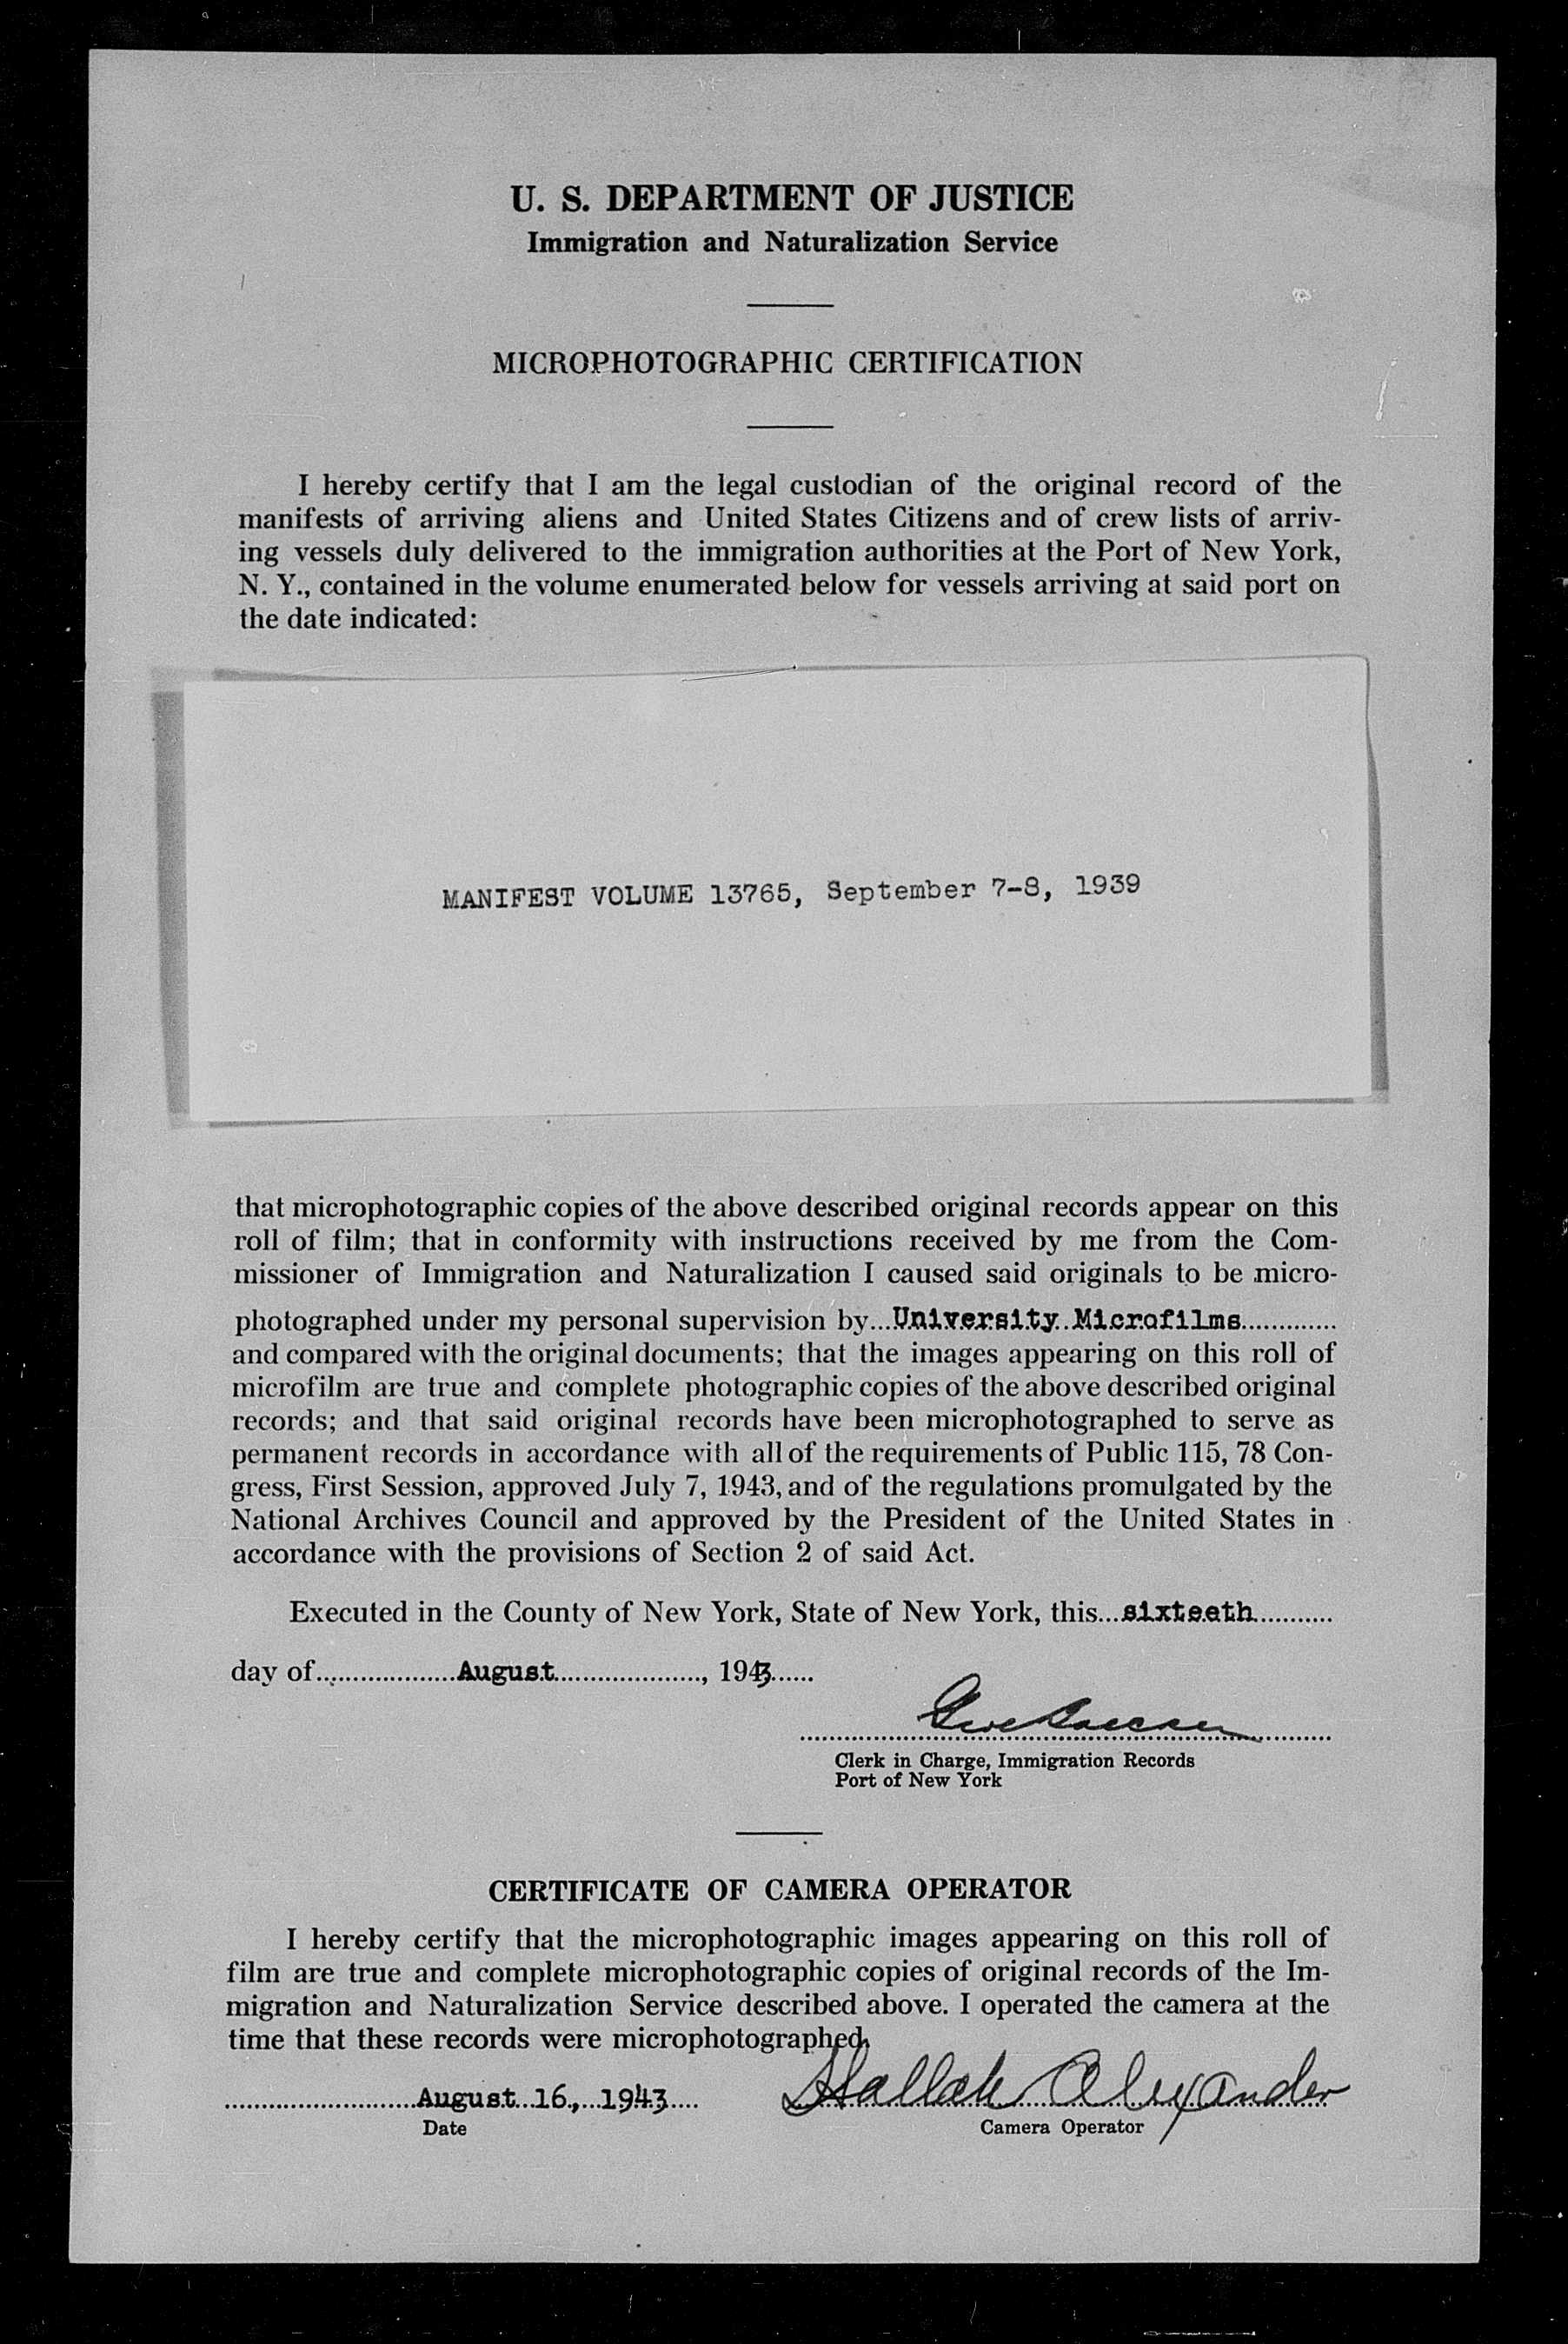 U. S. DEPARTMENT OF JUSTICE
Immigration and Naturalization Service
MICROPHOTOGRAPHIC CERTIFICATION
I hereby certify that I am the legal custodian of the original record of the
manifests of arriving aliens and United States Citizens and of crew lists of arriv-
ing vessels duly delivered to the immigration authorities at the Port of New York,
N. Y., contained in the volume enumerated below for vessels arriving at said port on
the date indicated:
MANIFEST VOLUME 13765, September 7-8, 1939
that microphotographic copies of the above described original records appear on this
roll of film; that in conformity with instructions received by me from the Com-
missioner of Immigration and Naturalization I caused said originals to be micro-
photographed under my personal supervision by...University Microfilms.............
and compared with the original documents; that the images appearing on this roll of
microfilm are true and complete photographic copies of the above described original
records; and that said original records have been microphotographed to serve as
permanent records in accordance with all of the requirements of Public 115, 78 Con-
gress, First Session, approved July 7, 1943, and of the regulations promulgated by the
National Archives Council and approved by the President of the United States in
accordance with the provisions of Section 2 of said Act.
Executed in the County of New York, State of New York, this...sixteeth...........
day of....................August....................., 1943......
Clerk in Charge, Immigration Records
Port of New York
CERTIFICATE OF CAMERA OPERATOR
I hereby certify that the microphotographic images appearing on this roll of
film are true and complete microphotographic copies of original records of the Im-
migration and Naturalization Service described above. I operated the camera at the
time that these records were microphotographed.
..........................August 16, 1943.... Alexander
Date
Camera Operator